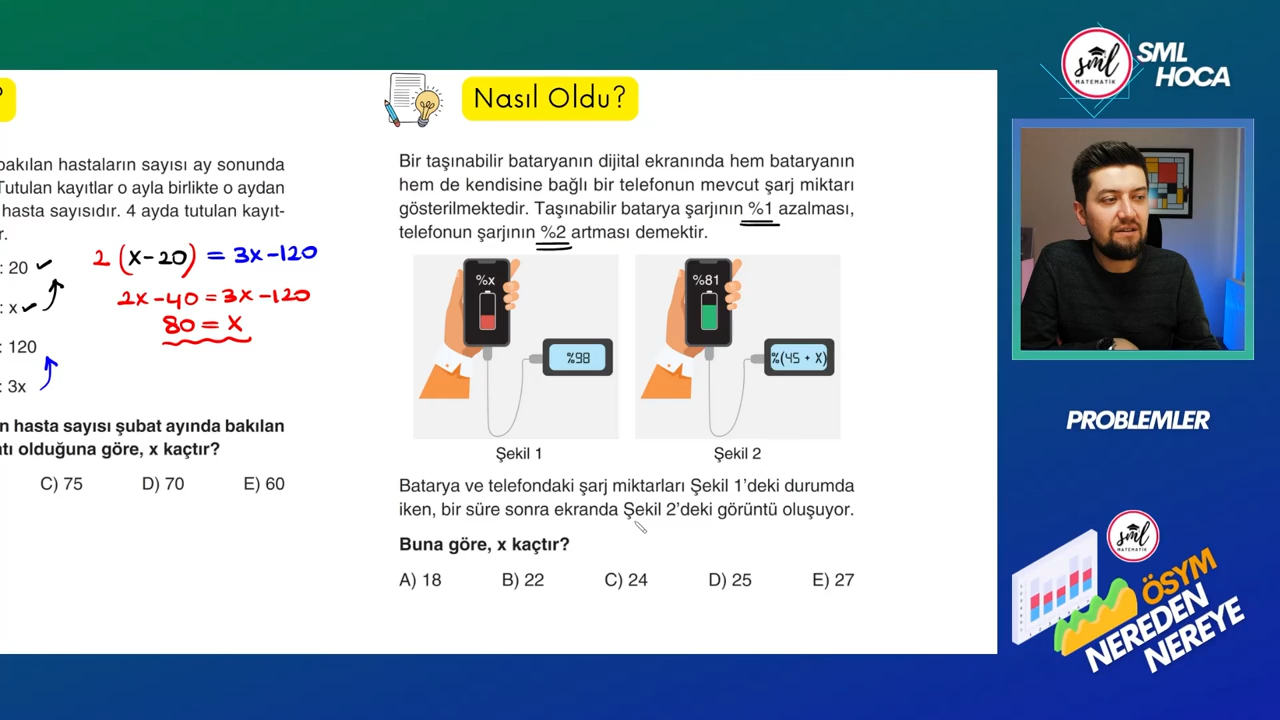 ?
bakılan hastaların sayısı ay sonunda
Tutulan kayıtlar o ayla birlikte o aydan
hasta sayısıdır. 4 ayda tutulan kayıt-
r.
: 20
: x
: 120
: 3x
2 (x-20) = 3x-120
2x-40 = 3x-120
80 = x
n hasta sayısı şubat ayında bakılan
atı olduğuna göre, x kaçtır?
C) 75 D) 70 E) 60
Nasıl Oldu?
Bir taşınabilir bataryanın dijital ekranında hem bataryanın
hem de kendisine bağlı bir telefonun mevcut şarj miktarı
gösterilmektedir. Taşınabilir batarya şarjının %1 azalması,
telefonun şarjının %2 artması demektir.
%x
%98
Şekil 1
%81
%(45 + X)
Şekil 2
Batarya ve telefondaki şarj miktarları Şekil 1’deki durumda
iken, bir süre sonra ekranda Şekil 2’deki görüntü oluşuyor.
Buna göre, x kaçtır?
A) 18 B) 22 C) 24 D) 25 E) 27
sml
MATEMATİK
SML
HOCA
PROBLEMLER
sml
MATEMATİK
ÖSYM
NEREDEN
NEREYE